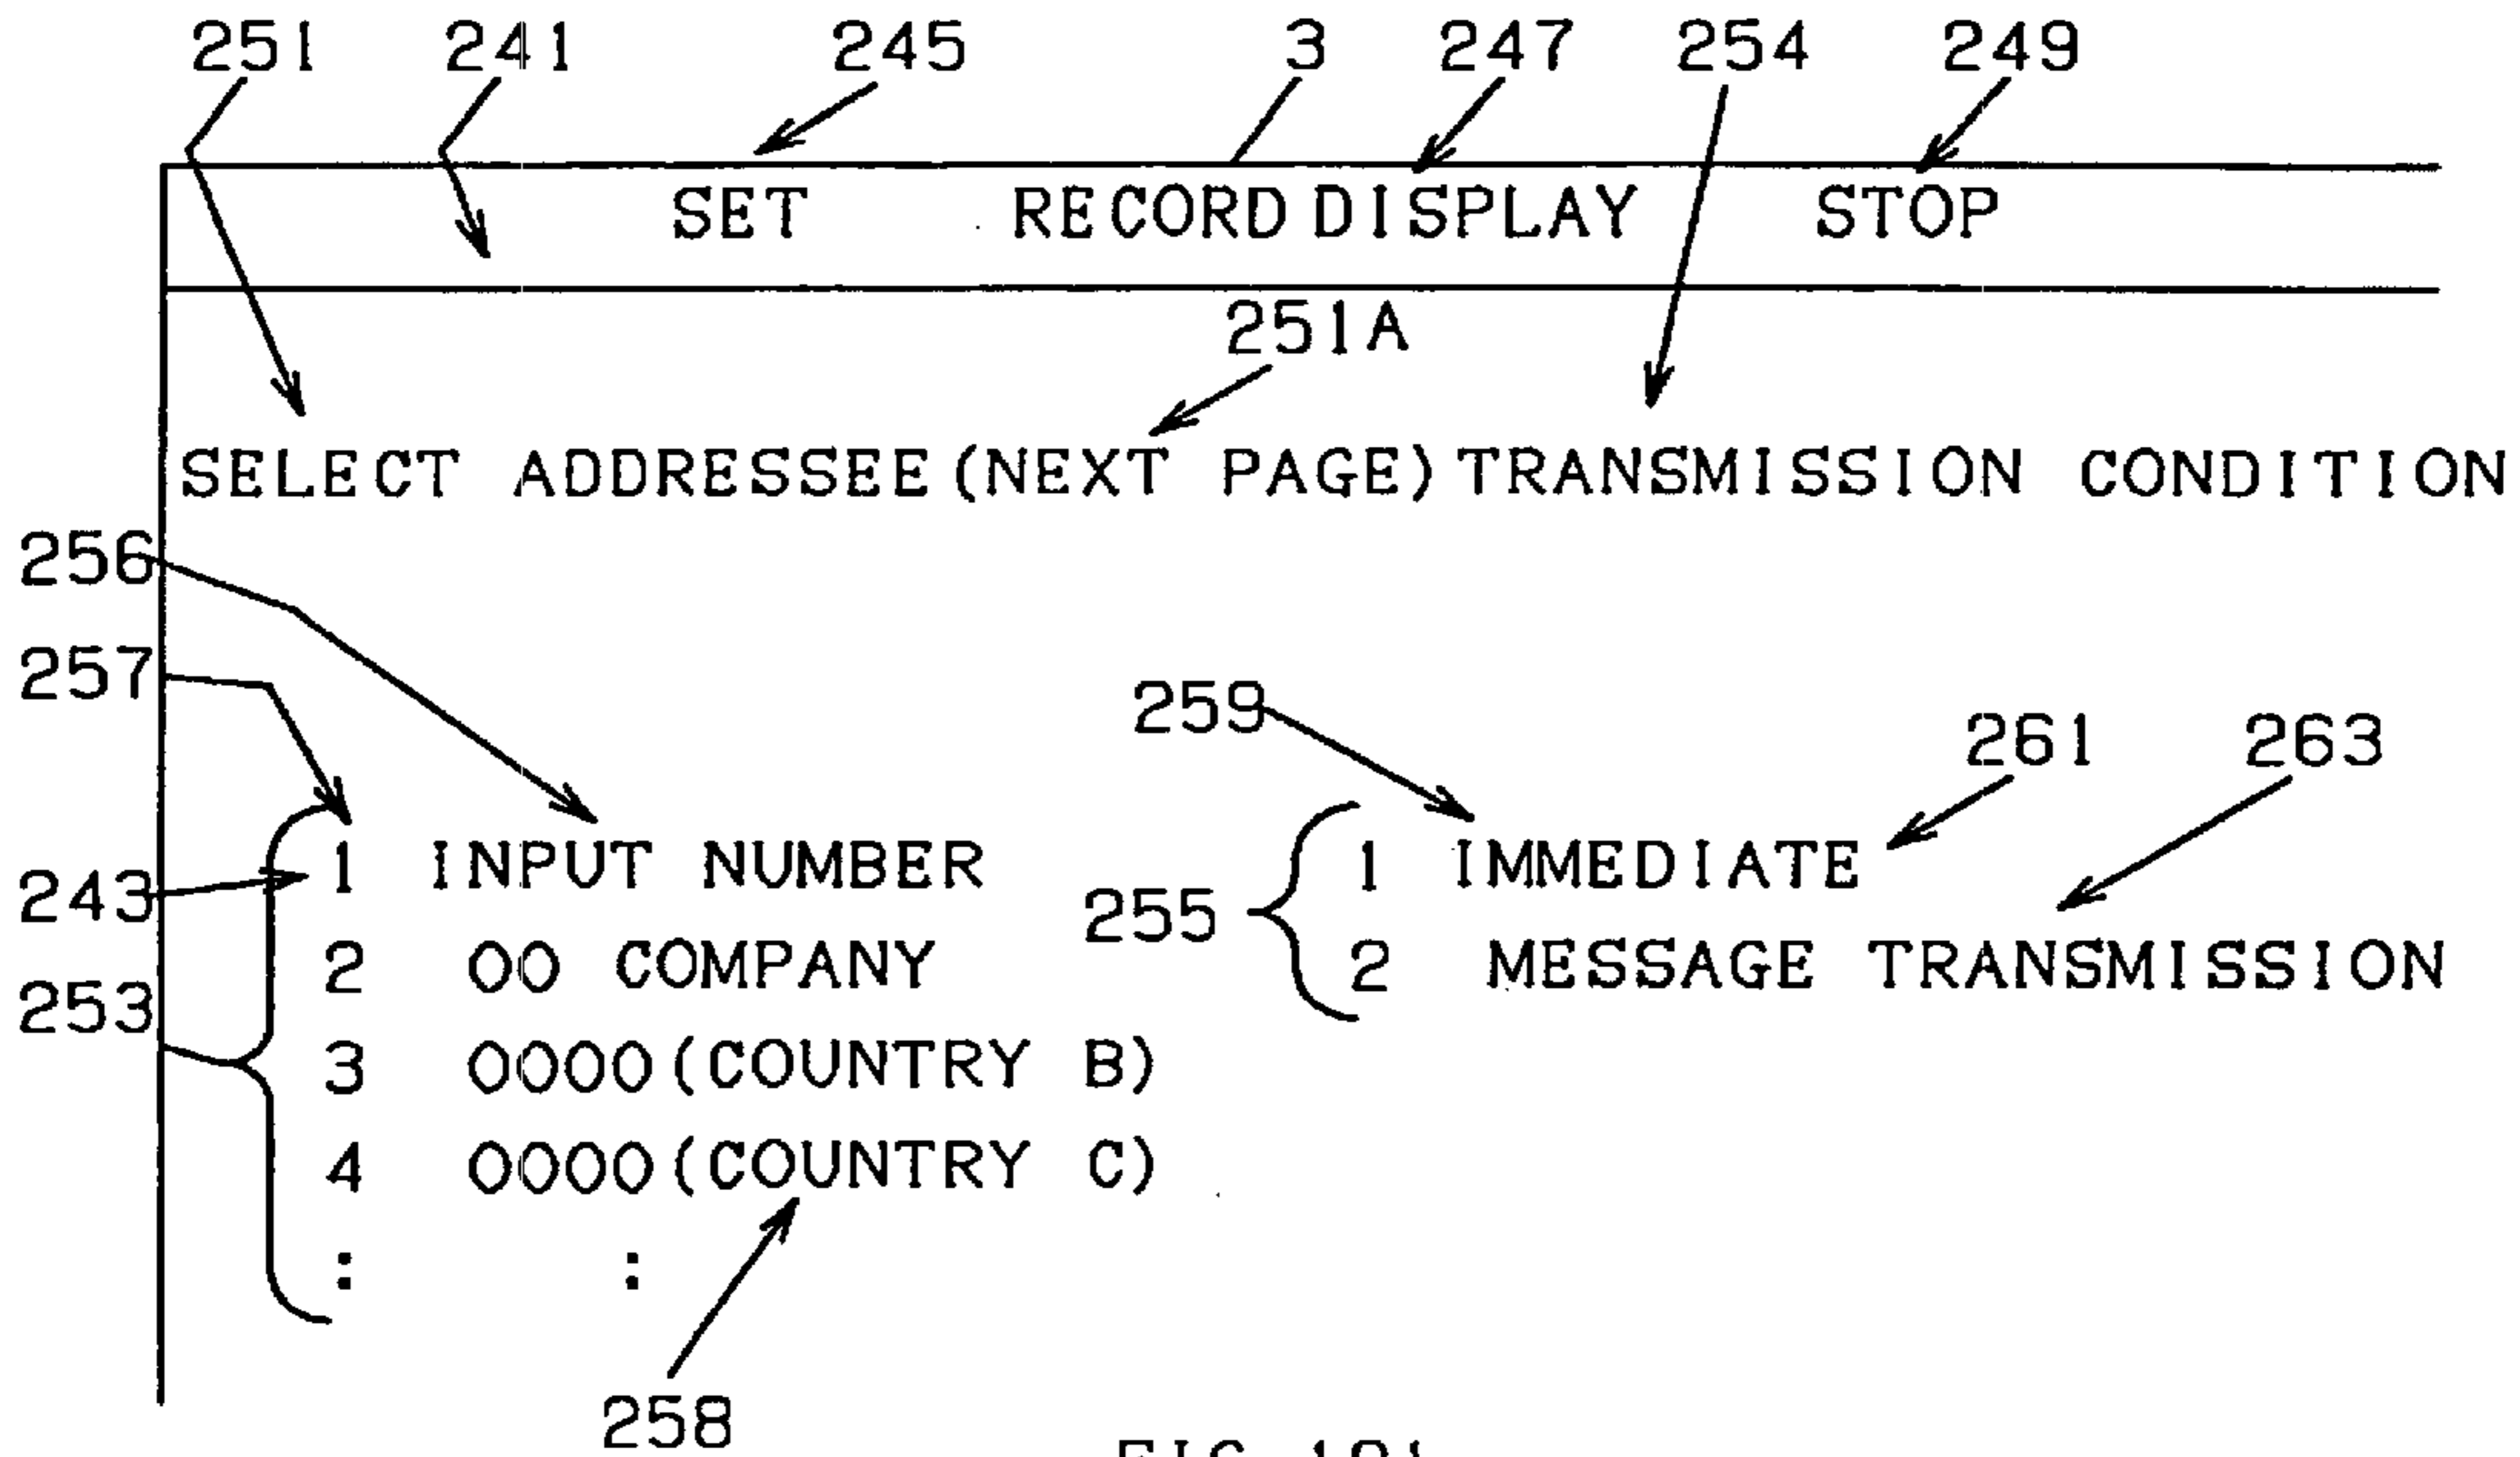 251 241 245 3 247 254 249
SET RECORD DISPLAY STOP
251A
SELECT ADDRESSEE (NEXT PAGE) TRANSMISSION CONDITION
256
257
259 261 263
1 INPUT NUMBER 1 IMMEDIATE
243 255
2 OO COMPANY 2 MESSAGE TRANSMISSION
253
3 OOOO (COUNTRY B)
4 OOOO (COUNTRY C)
: :
258